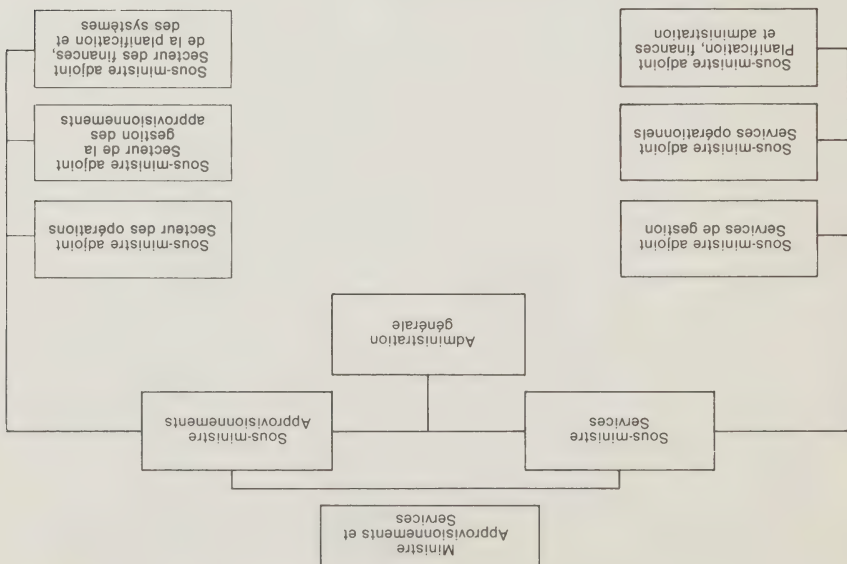 Ministre
Approvisionnements et
Services
Sous-ministre
Services
Sous-ministre
Approvisionnements
Administration
générale
Sous-ministre adjoint
Services de gestion
Sous-ministre adjoint
Services opérationnels
Sous-ministre adjoint
Planification, finances
et administration
Sous-ministre adjoint
Secteur des opérations
Sous-ministre adjoint
Secteur de la
gestion des
approvisionnements
Sous-ministre adjoint
Secteur des finances,
de la planification et
des systèmes